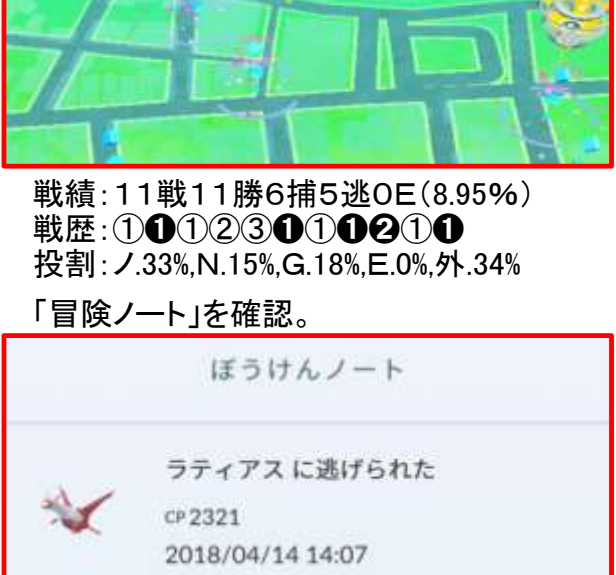 戦績:11戦11勝6捕5逃0E(8.95%)
戦歴:①❶①②③❶①❶❷①❶
投割:ノ.33%,N.15%,G.18%,E.0%,外.34%
「冒険ノート」を確認。
ぼうけんノート
ラティアス に逃げられた
CP 2321
2018/04/14 14:07